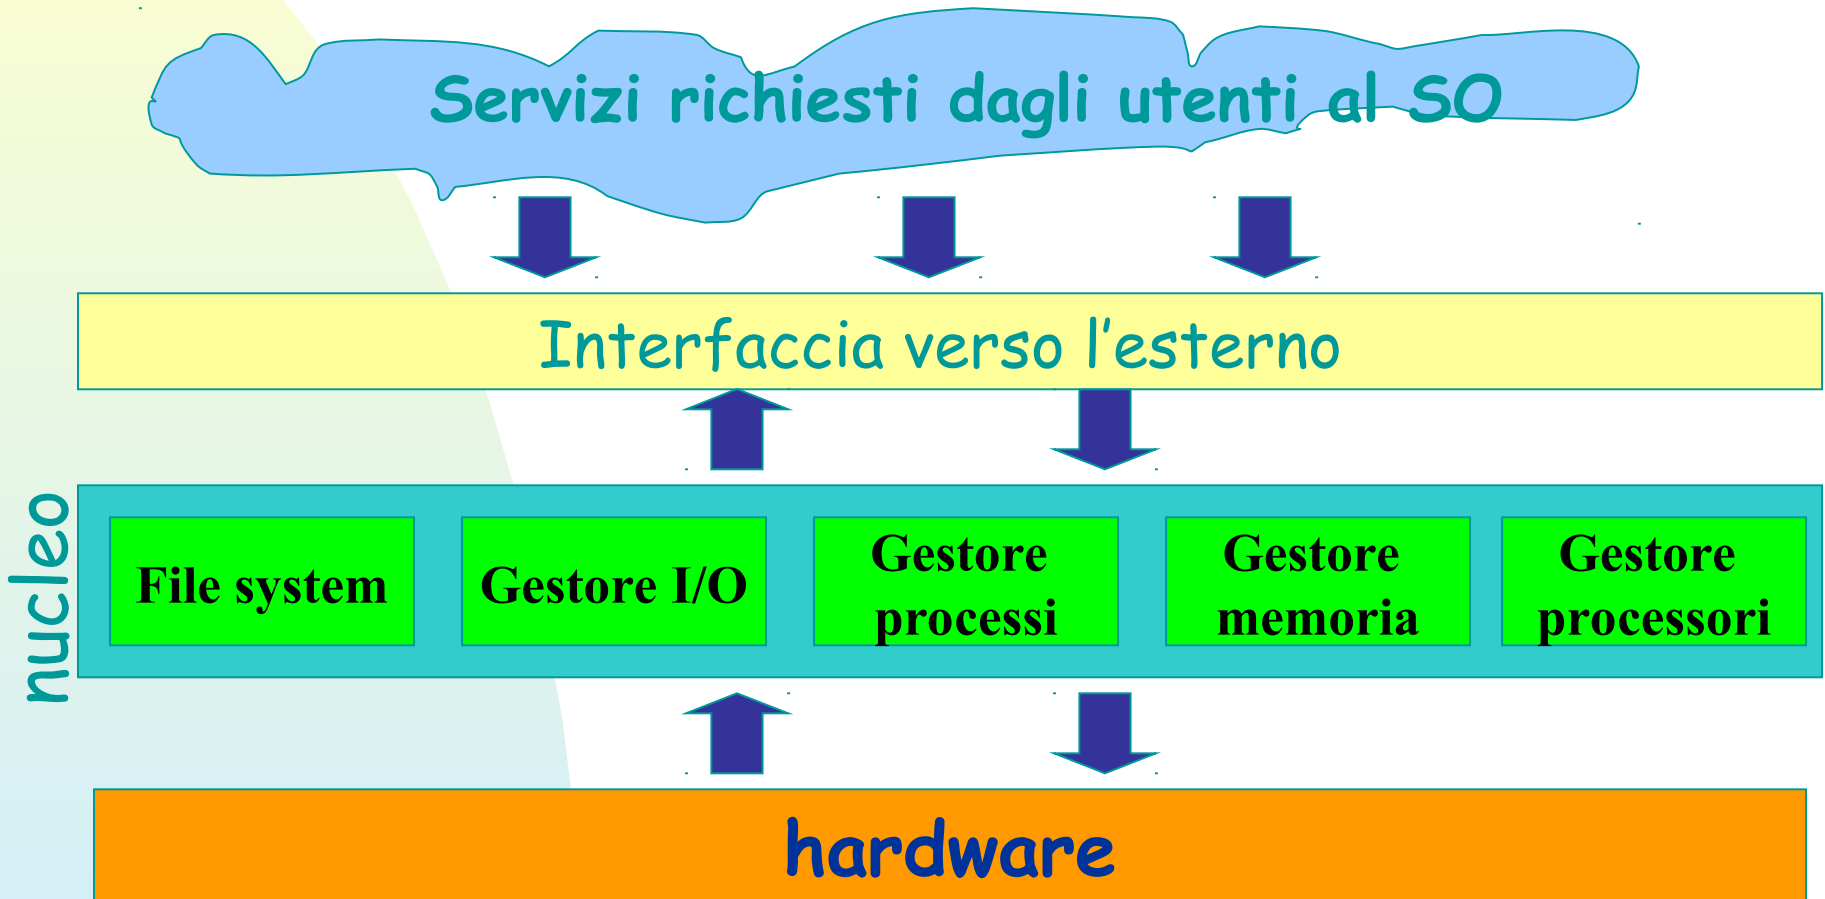 Servizi richiesti dagli utenti al SO
Interfaccia verso l’esterno
nucleo
File system
Gestore I/O
Gestore
processi
Gestore
memoria
Gestore
processori
hardware